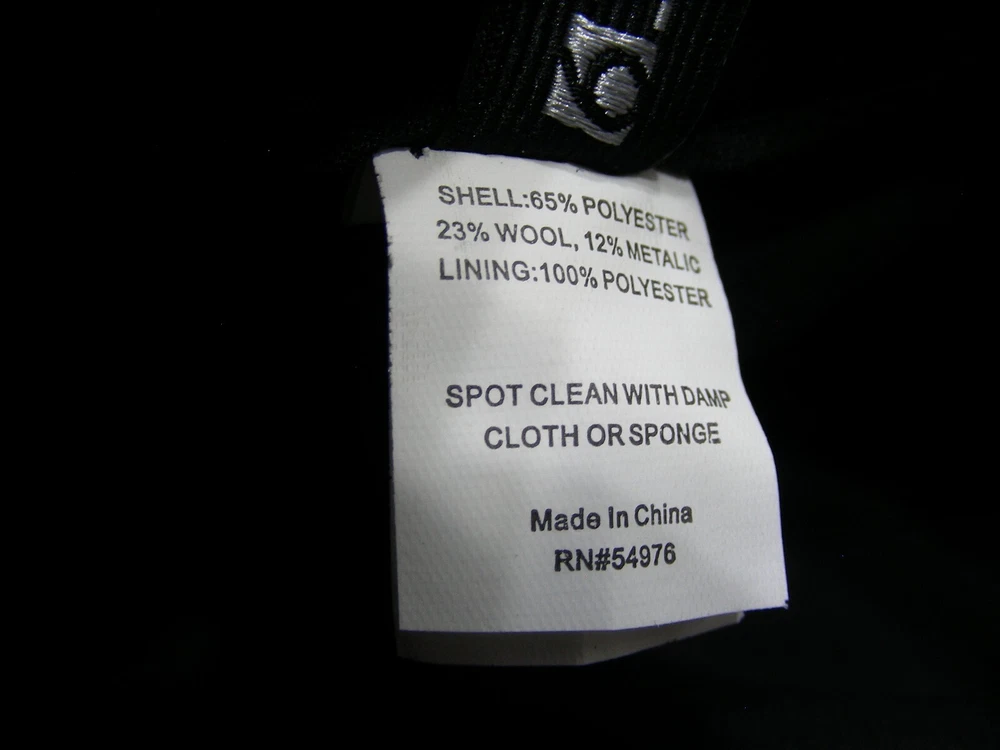 SHELL:65% POLYESTER
23% WOOL, 12% METALIC
LINING:100% POLYESTER
SPOT CLEAN WITH DAMP
CLOTH OR SPONGE
Made In China
RN#54976